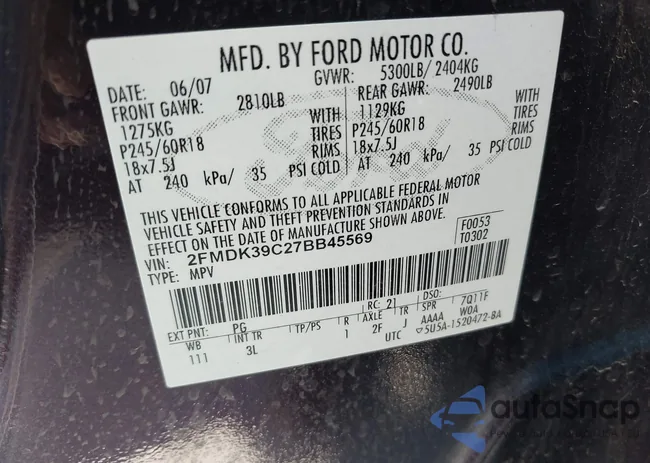 MFD. BY FORD MOTOR CO.
DATE: 06/07 GVWR: 5300LB/ 2404KG
FRONT GAWR: 2810LB REAR GAWR: 2490LB
1275KG WITH 1129KG WITH
P245/60R18 TIRES P245/60R18 TIRES
18x7.5J RIMS 18x7.5J RIMS
AT 240 kPa/ 35 PSI COLD AT 240 kPa/ 35 PSI COLD
THIS VEHICLE CONFORMS TO ALL APPLICABLE FEDERAL MOTOR
VEHICLE SAFETY AND THEFT PREVENTION STANDARDS IN
EFFECT ON THE DATE OF MANUFACTURE SHOWN ABOVE.
VIN: 2FMDK39C27BB45569 F0053
TYPE: MPV T0302
EXT PNT: PG RC: 21 DSO: 7Q11F
WB INT TR TP/PS R AXLE TR SPR WOA
111 3L 1 2F J AAAA
UTC ▽5U5A-1520472-BA
autoSnap